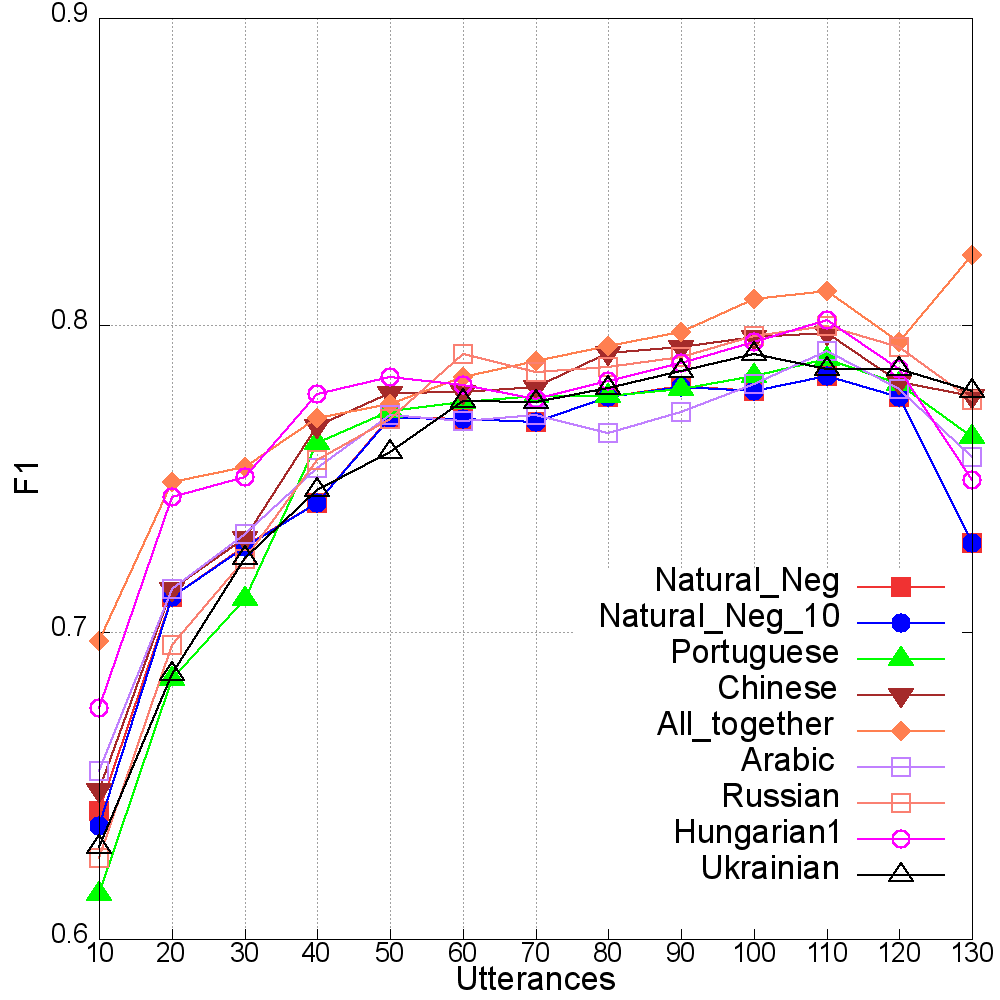 0.9
0.8
0.7
0.6
F1
10 20 30 40 50 60 70 80 90 100 110 120 130
Utterances
Natural_Neg
Natural_Neg_10
Portuguese
Chinese
All_together
Arabic
Russian
Hungarian1
Ukrainian